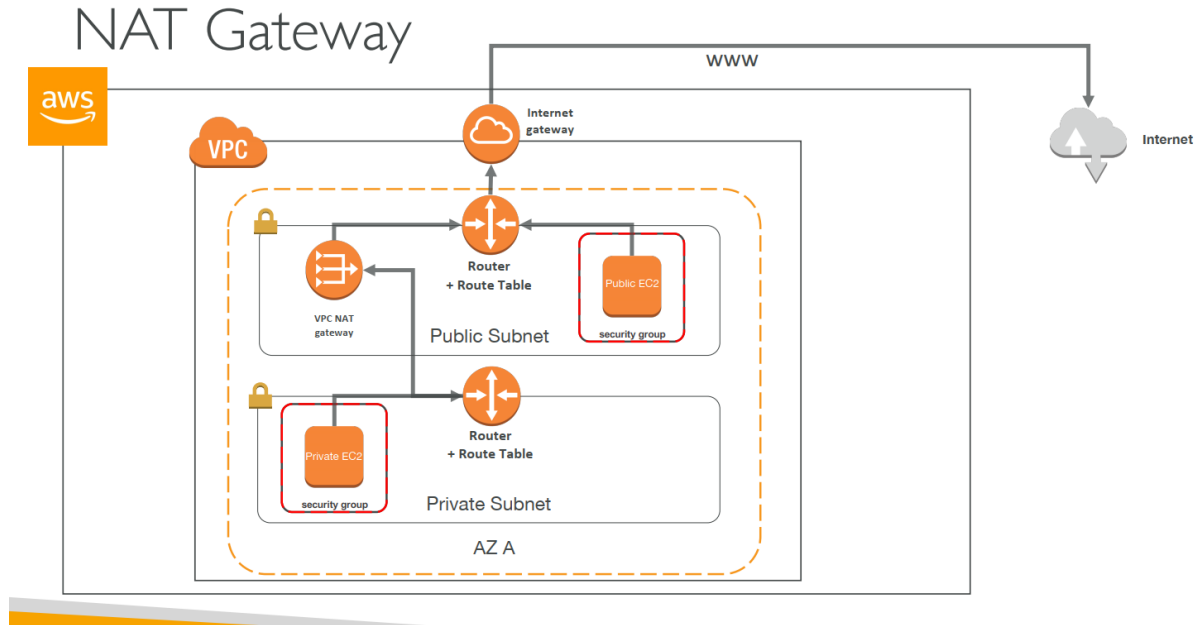 NAT Gateway
WWW
aws
Internet
gateway
VPC
Internet
Router
+ Route Table
Public EC2
VPC NAT
gateway
Public Subnet
security group
Router
+ Route Table
Private EC2
security group
Private Subnet
AZ A